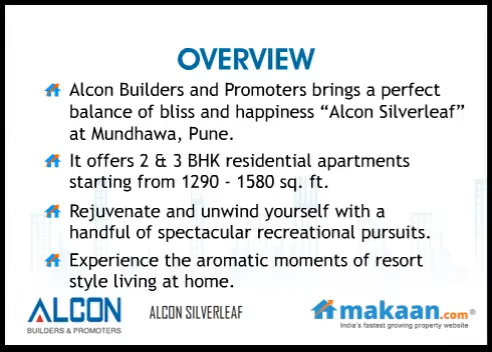 OVERVIEW
Alcon Builders and Promoters brings a perfect
balance of bliss and happiness “Alcon Silverleaf”
at Mundhawa, Pune.
It offers 2 & 3 BHK residential apartments
starting from 1290 - 1580 sq. ft.
Rejuvenate and unwind yourself with a
handful of spectacular recreational pursuits.
Experience the aromatic moments of resort
style living at home.
ALCON
BUILDERS & PROMOTERS
ALCON SILVERLEAF
makaan.com®
India's fastest growing property website